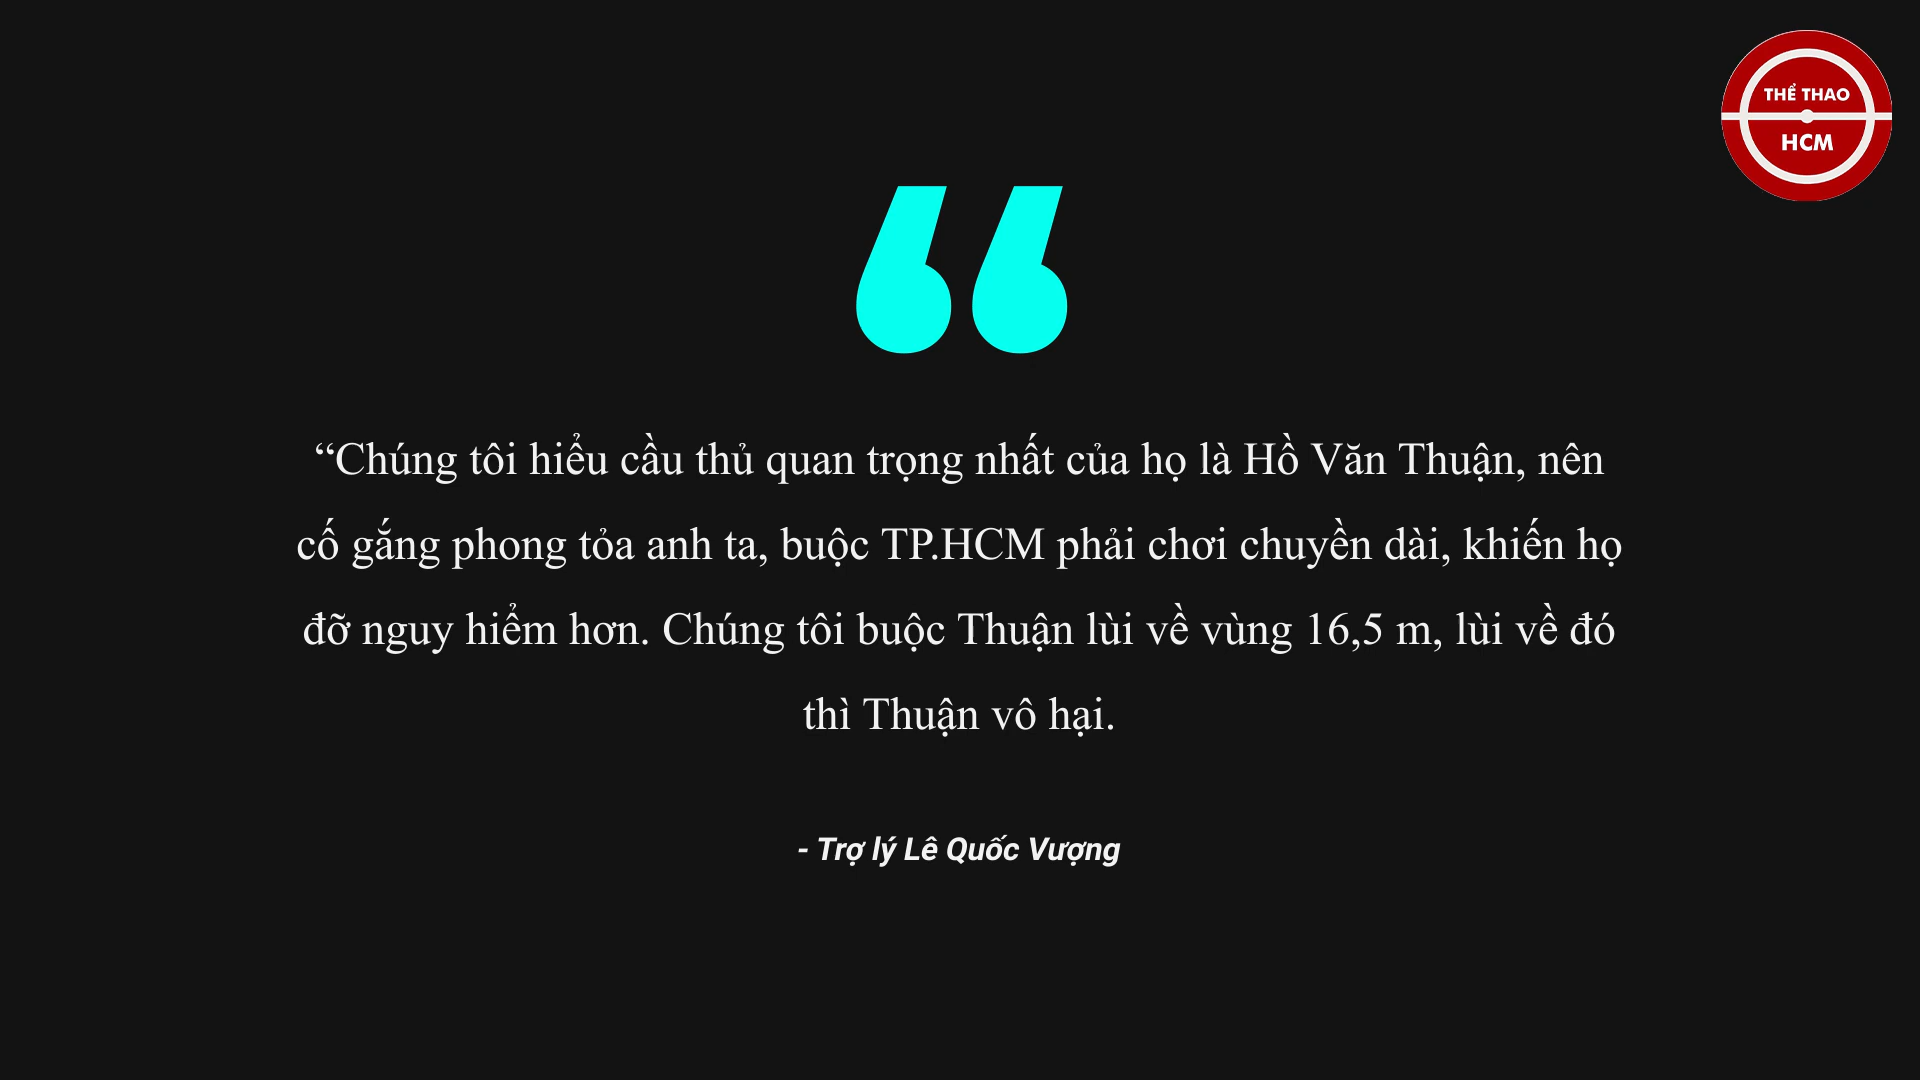 THỂ THAO
HCM
“Chúng tôi hiểu cầu thủ quan trọng nhất của họ là Hồ Văn Thuận, nên
cố gắng phong tỏa anh ta, buộc TP.HCM phải chơi chuyền dài, khiến họ
đỡ nguy hiểm hơn. Chúng tôi buộc Thuận lùi về vùng 16,5 m, lùi về đó
thì Thuận vô hại.
- Trợ lý Lê Quốc Vượng